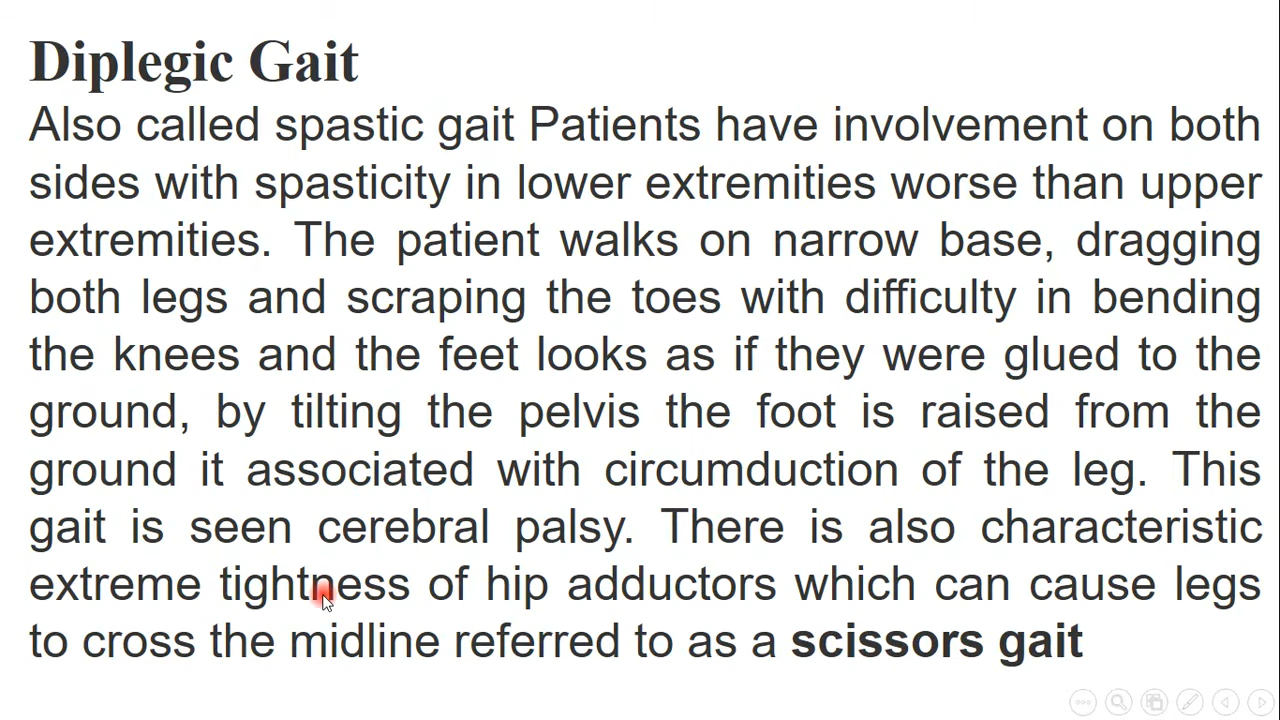 Diplegic Gait
Also called spastic gait Patients have involvement on both
sides with spasticity in lower extremities worse than upper
extremities. The patient walks on narrow base, dragging
both legs and scraping the toes with difficulty in bending
the knees and the feet looks as if they were glued to the
ground, by tilting the pelvis the foot is raised from the
ground it associated with circumduction of the leg. This
gait is seen cerebral palsy. There is also characteristic
extreme tightness of hip adductors which can cause legs
to cross the midline referred to as a scissors gait